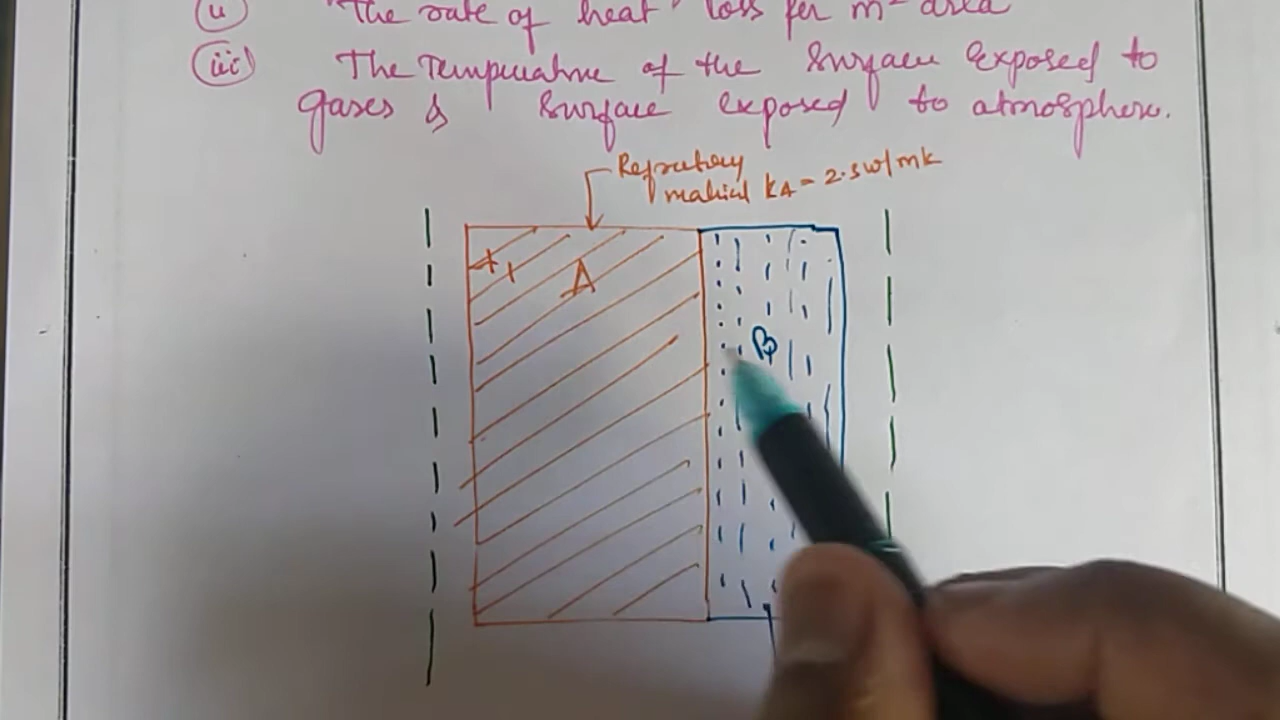 (ii) The rate of heat loss per m² area
(iii) The Temperature of the Surface Exposed to
gases & surface exposed to atmosphere.
Refractory
material kA = 2.5 w/mk
A
B